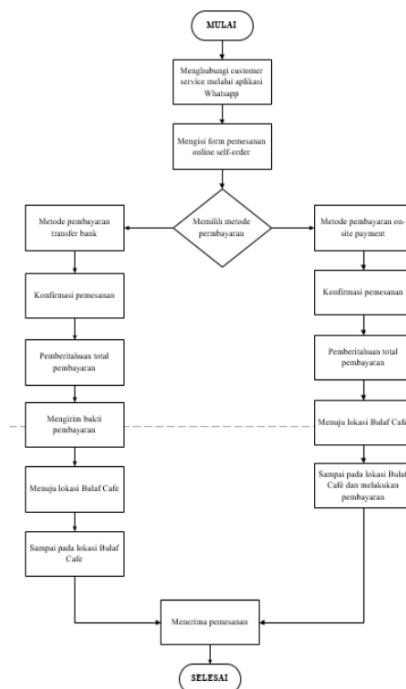 MULAI
Menghubungi customer
service melalui aplikasi
Whatsapp
Mengisi form pemesanan
online self-order
Memilih metode
permbayaran
Metode pembayaran
transfer bank
Konfirmasi pemesanan
Pemberitahuan total
pembayaran
Mengirim bukti
pembayaran
Menuju lokasi Bulaf Cafe
Sampai pada lokasi Bulaf
Cafe
Metode pembayaran on-
site payment
Konfirmasi pemesanan
Pemberitahuan total
pembayaran
Menuju lokasi Bulaf Cafe
Sampai pada lokasi Bulaf
Café dan melakukan
pembayaran
Menerima pemesanan
SELESAI